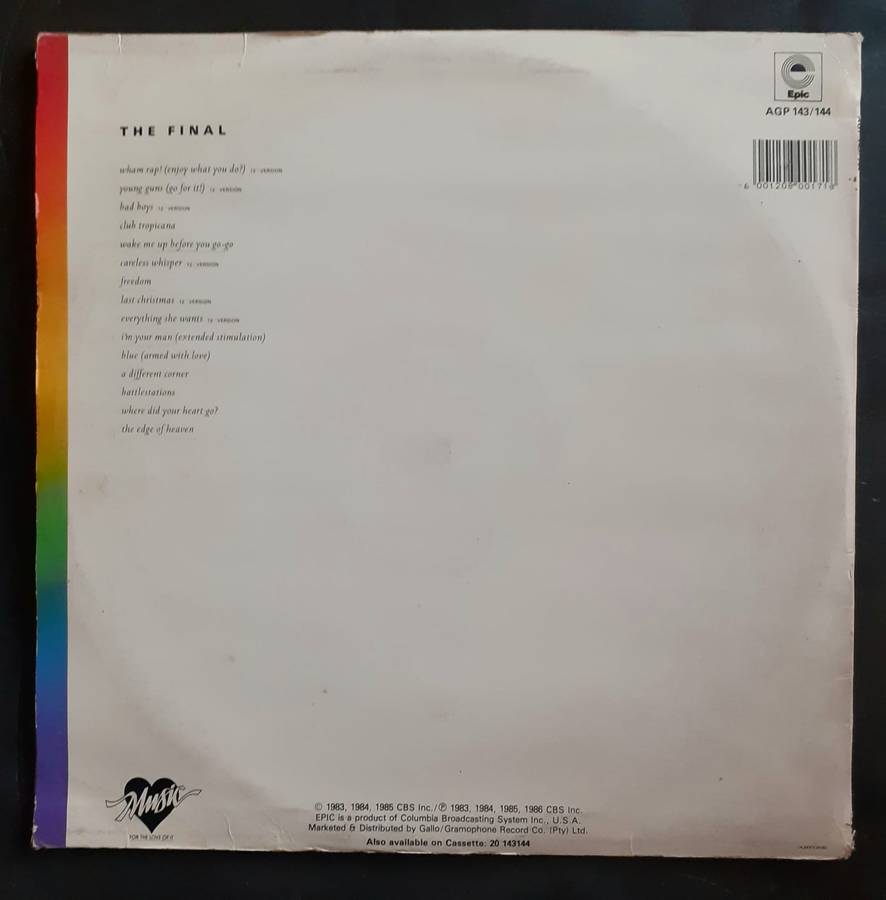 Epic
AGP 143/144
6 001209 001718
THE FINAL
wham rap! (enjoy what you do?) 12" VERSION
young guns (go for it!) 12" VERSION
bad boys 12" VERSION
club tropicana
wake me up before you go-go
careless whisper 12" VERSION
freedom
last christmas 12" VERSION
everything she wants 12" VERSION
i'm your man (extended stimulation)
blue (armed with love)
a different corner
battlestations
where did your heart go?
the edge of heaven
Music
FOR THE LOVE OF IT
© 1983, 1984, 1985 CBS Inc./℗ 1983, 1984, 1985, 1986 CBS Inc.
EPIC is a product of Columbia Broadcasting System Inc., U.S.A.
Marketed & Distributed by Gallo/Gramophone Record Co. (Pty) Ltd.
Also available on Cassette: 20 143144